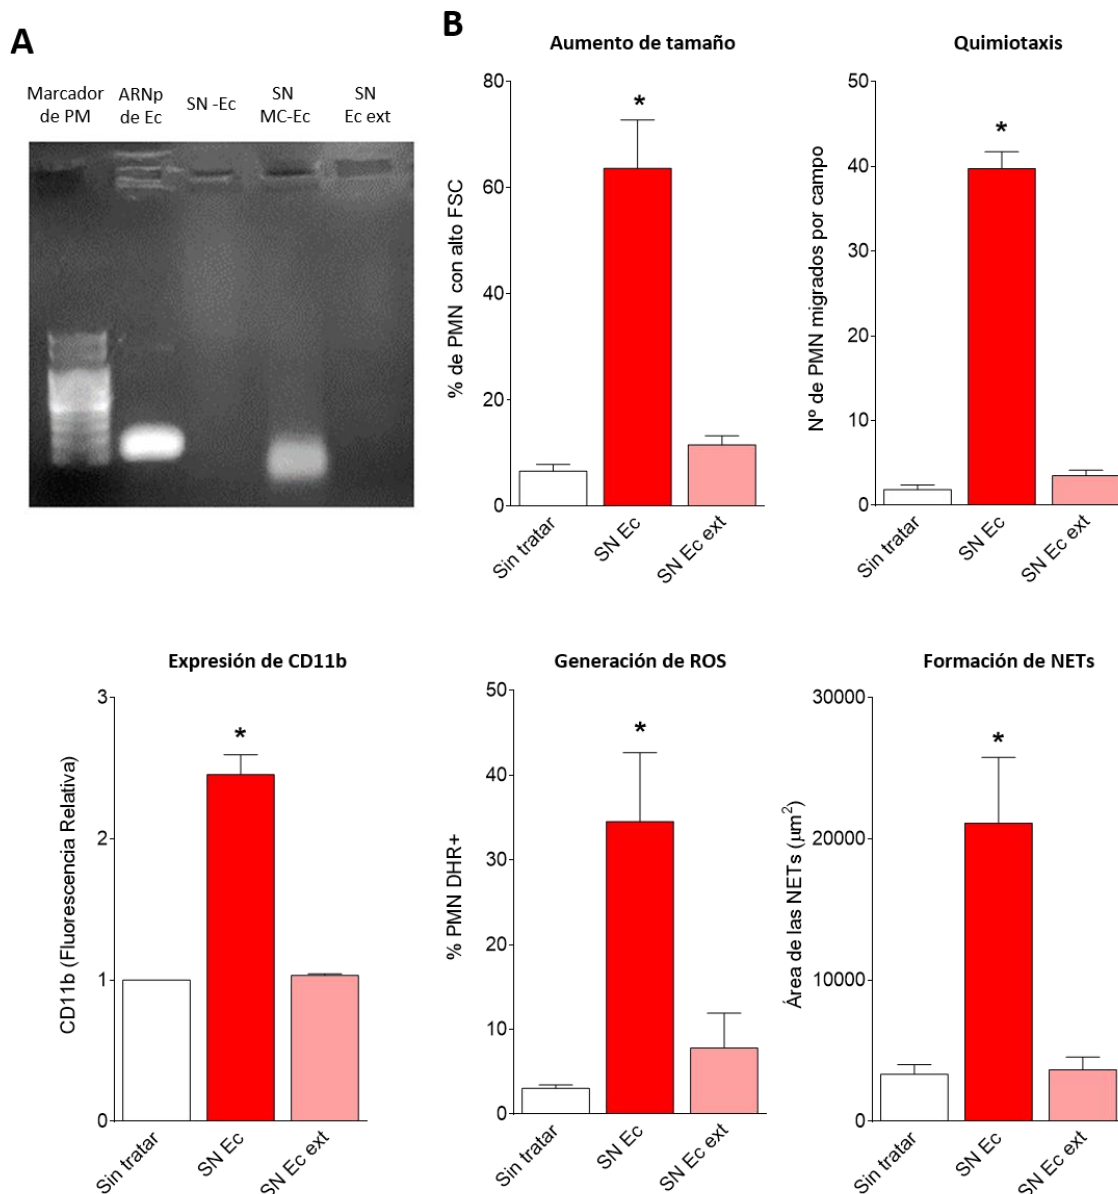 A
Marcador
de PM
ARNp
de Ec
SN -Ec
SN
MC-Ec
SN
Ec ext
B
Aumento de tamaño
80
60
40
20
0
% de PMN con alto FSC
*
Sin tratar
SN Ec
SN Ec ext
Quimiotaxis
50
40
30
20
10
0
Nº de PMN migrados por campo
*
Sin tratar
SN Ec
SN Ec ext
Expresión de CD11b
3
2
1
0
CD11b (Fluorescencia Relativa)
*
Sin tratar
SN Ec
SN Ec ext
Generación de ROS
50
40
30
20
10
0
% PMN DHR+
*
Sin tratar
SN Ec
SN Ec ext
Formación de NETs
30000
20000
10000
0
Área de las NETs (μm²)
*
Sin tratar
SN Ec
SN Ec ext